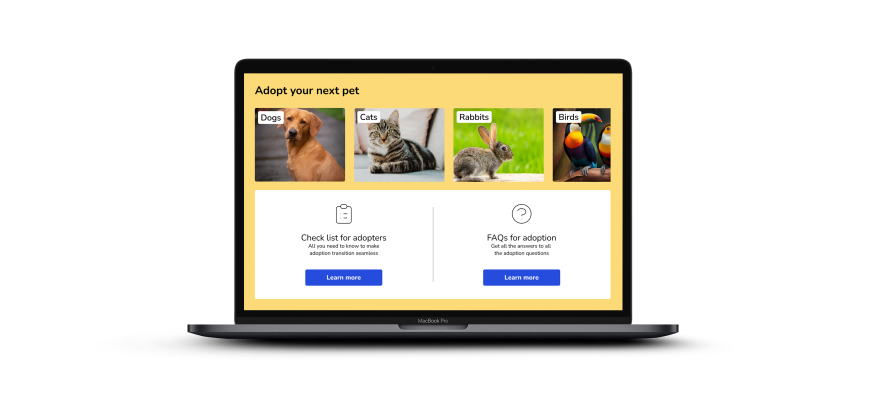 Adopt your next pet
Dogs
Cats
Rabbits
Birds
Check list for adopters
All you need to know to make
adoption transition seamless
Learn more
FAQs for adoption
Get all the answers to all
the adoption questions
Learn more
MacBook Pro